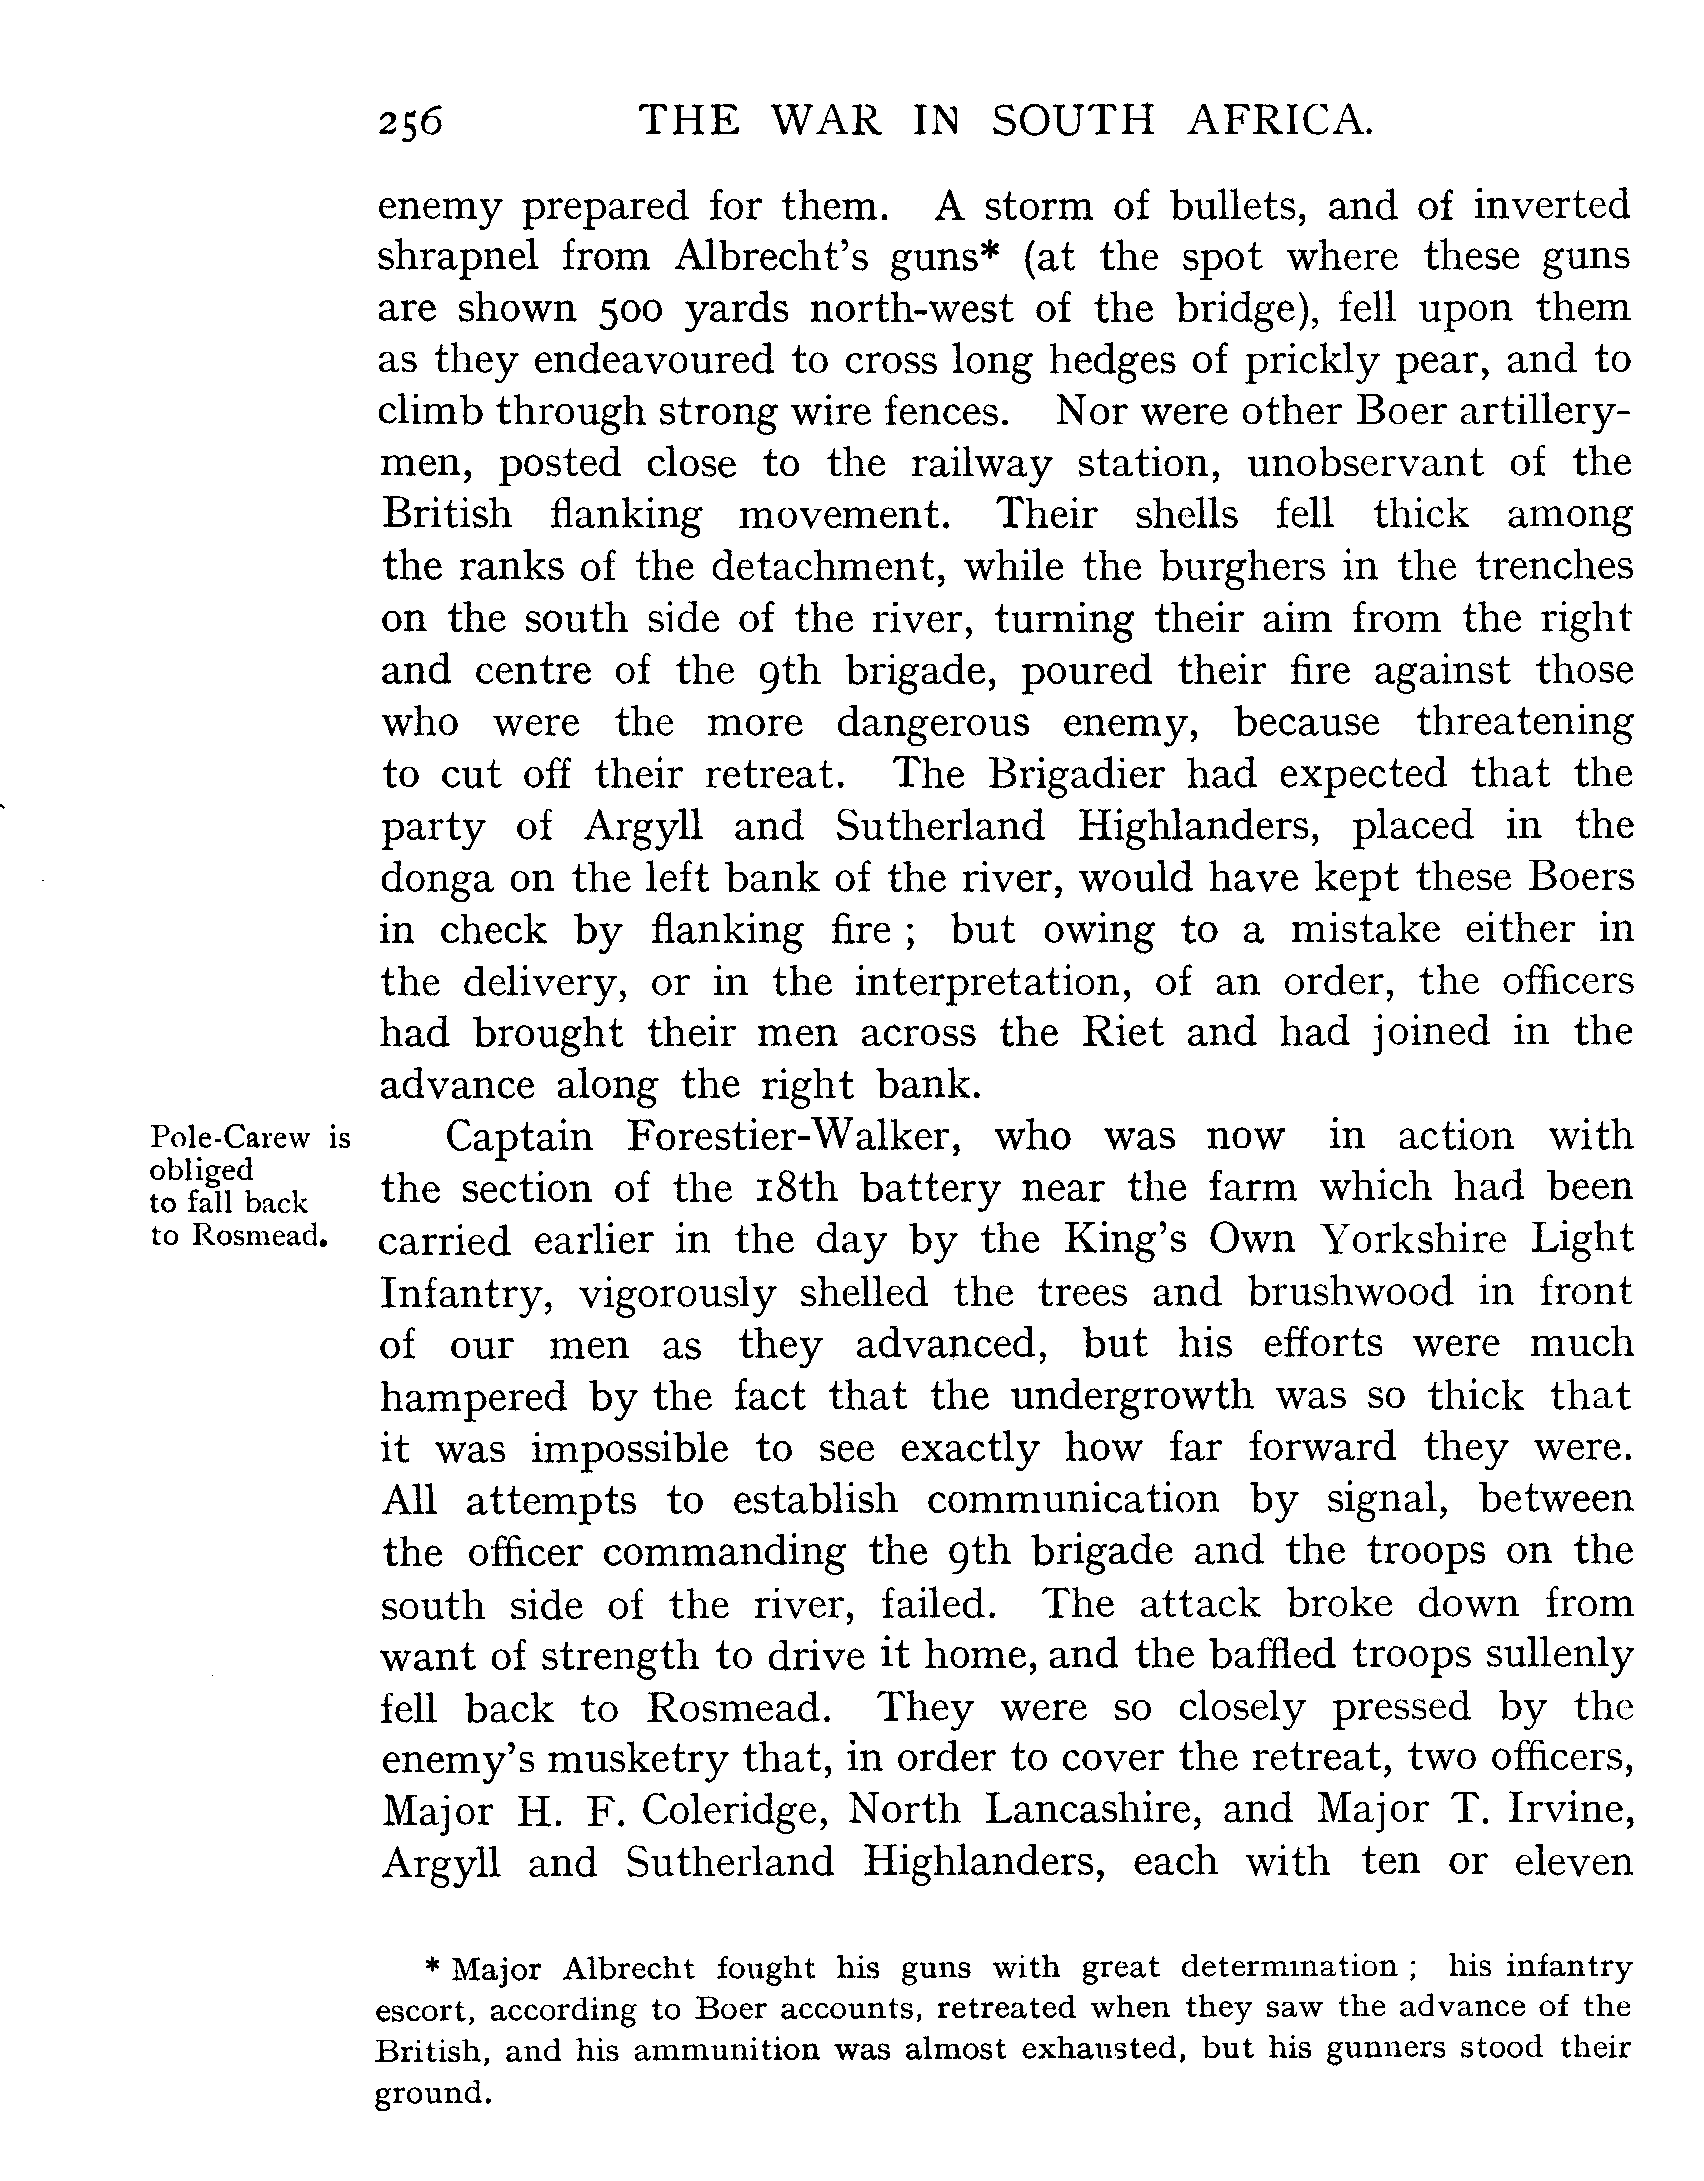 256 THE WAR IN SOUTH AFRICA.
enemy prepared for them. A storm of bullets, and of inverted
shrapnel from Albrecht's guns* (at the spot where these guns
are shown 500 yards north-west of the bridge), fell upon them
as they endeavoured to cross long hedges of prickly pear, and to
climb through strong wire fences. Nor were other Boer artillery-
men, posted close to the railway station, unobservant of the
British flanking movement. Their shells fell thick among
the ranks of the detachment, while the burghers in the trenches
on the south side of the river, turning their aim from the right
and centre of the 9th brigade, poured their fire against those
who were the more dangerous enemy, because threatening
to cut off their retreat. The Brigadier had expected that the
party of Argyll and Sutherland Highlanders, placed in the
donga on the left bank of the river, would have kept these Boers
in check by flanking fire ; but owing to a mistake either in
the delivery, or in the interpretation, of an order, the officers
had brought their men across the Riet and had joined in the
advance along the right bank.
Pole-Carew is
obliged
to fall back
to Rosmead.
Captain Forestier-Walker, who was now in action with
the section of the 18th battery near the farm which had been
carried earlier in the day by the King's Own Yorkshire Light
Infantry, vigorously shelled the trees and brushwood in front
of our men as they advanced, but his efforts were much
hampered by the fact that the undergrowth was so thick that
it was impossible to see exactly how far forward they were.
All attempts to establish communication by signal, between
the officer commanding the 9th brigade and the troops on the
south side of the river, failed. The attack broke down from
want of strength to drive it home, and the baffled troops sullenly
fell back to Rosmead. They were so closely pressed by the
enemy's musketry that, in order to cover the retreat, two officers,
Major H. F. Coleridge, North Lancashire, and Major T. Irvine,
Argyll and Sutherland Highlanders, each with ten or eleven
* Major Albrecht fought his guns with great determination ; his infantry
escort, according to Boer accounts, retreated when they saw the advance of the
British, and his ammunition was almost exhausted, but his gunners stood their
ground.